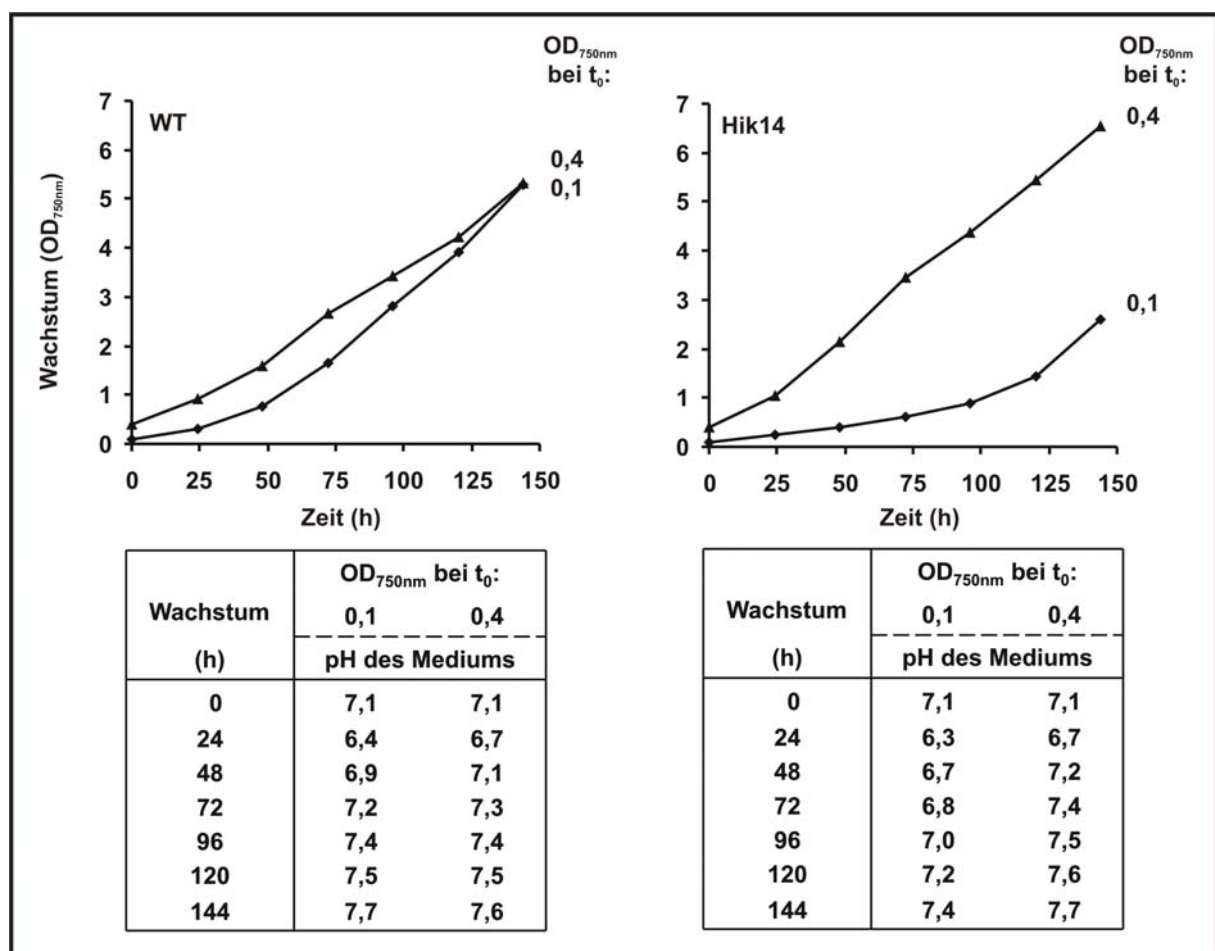 OD750nm
bei t0:
7
6
5
4
3
2
1
0
Wachstum (OD750nm)
WT
0,4
0,1
0 25 50 75 100 125 150
Zeit (h)
OD750nm
bei t0:
7
6
5
4
3
2
1
0
Hik14
0,4
0,1
0 25 50 75 100 125 150
Zeit (h)
OD750nm bei t0:
Wachstum 0,1 0,4
(h) pH des Mediums
0 7,1 7,1
24 6,4 6,7
48 6,9 7,1
72 7,2 7,3
96 7,4 7,4
120 7,5 7,5
144 7,7 7,6
OD750nm bei t0:
Wachstum 0,1 0,4
(h) pH des Mediums
0 7,1 7,1
24 6,3 6,7
48 6,7 7,2
72 6,8 7,4
96 7,0 7,5
120 7,2 7,6
144 7,4 7,7